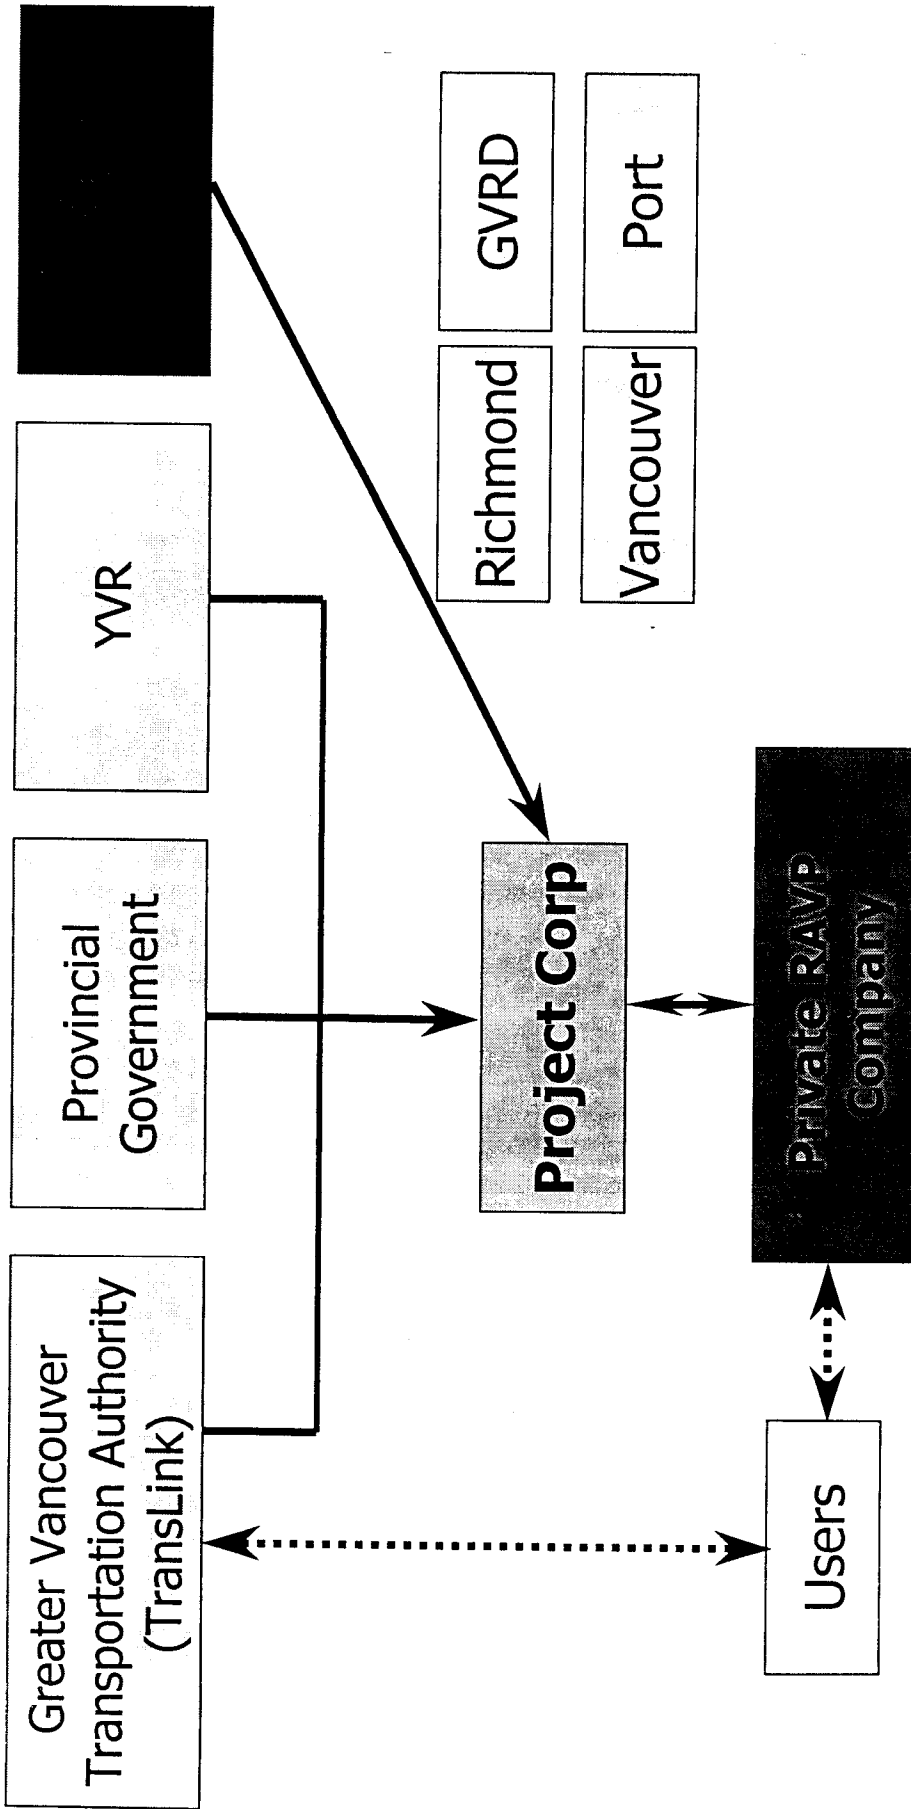 Greater Vancouver
Transportation Authority
(TransLink)
Provincial
Government
YVR
Project Corp
Richmond
GVRD
Vancouver
Port
Users
Private RAVP
Company